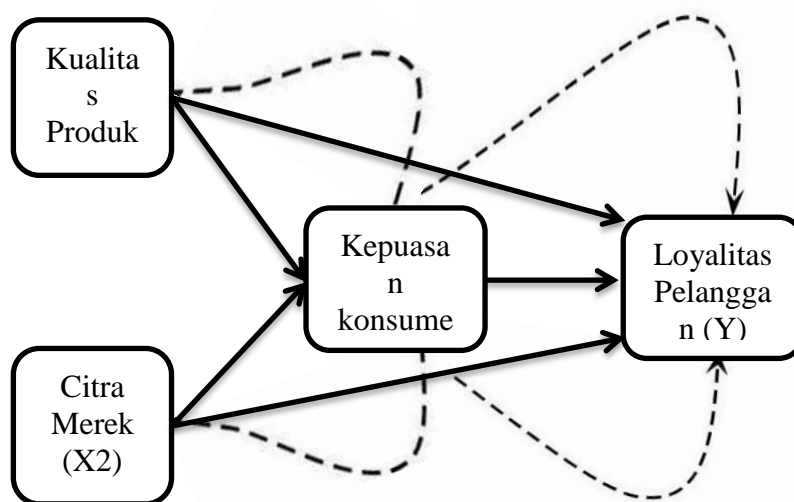 Kualita
s
Produk
Kepuasa
n
konsume
Loyalitas
Pelangga
n (Y)
Citra
Merek
(X2)